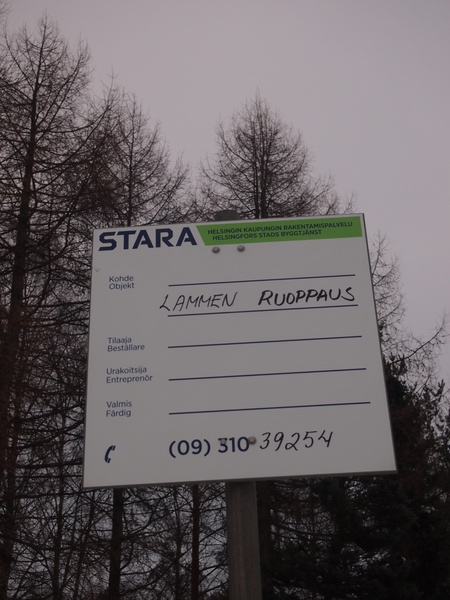 STARA
HELSINGIN KAUPUNGIN RAKENTAMISPALVELU
HELSINGFORS STADS BYGGTJÄNST
Kohde
Objekt
LAMMEN RUOPPAUS
Tilaaja
Beställare
Urakoitsija
Entreprenör
Valmis
Färdig
(09) 310 39254